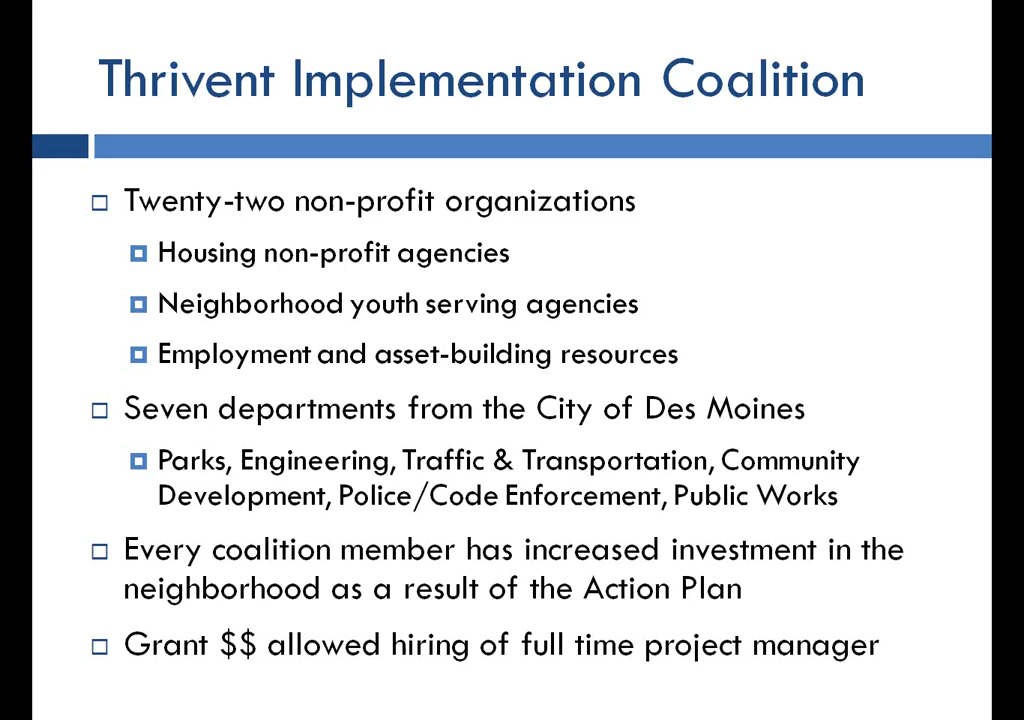 Thrivent Implementation Coalition
Twenty-two non-profit organizations
Housing non-profit agencies
Neighborhood youth serving agencies
Employment and asset-building resources
Seven departments from the City of Des Moines
Parks, Engineering, Traffic & Transportation, Community
Development, Police/Code Enforcement, Public Works
Every coalition member has increased investment in the
neighborhood as a result of the Action Plan
Grant $$ allowed hiring of full time project manager